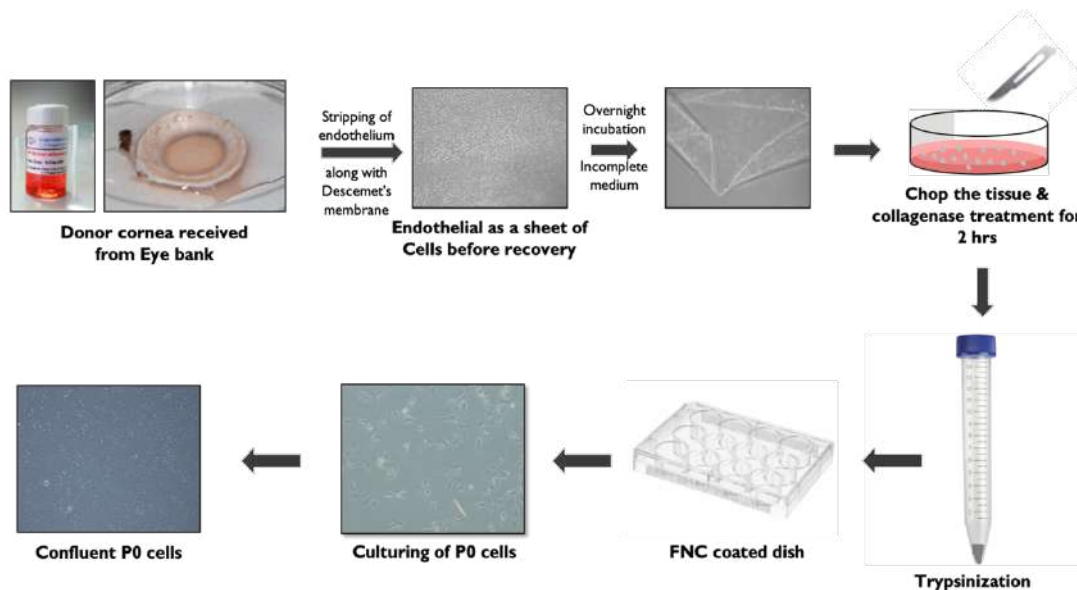 Stripping of
endothelium
along with
Descemet's
membrane
Overnight
incubation
Incomplete
medium
Donor cornea received
from Eye bank
Endothelial as a sheet of
Cells before recovery
Chop the tissue &
collagenase treatment for
2 hrs
Confluent P0 cells
Culturing of P0 cells
FNC coated dish
Trypsinization